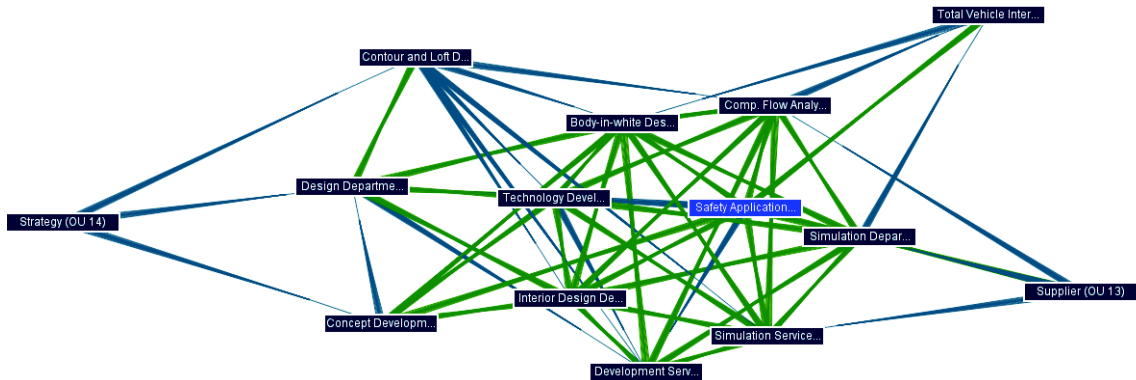 Total Vehicle Inter...
Contour and Loft D...
Comp. Flow Analy...
Body-in-white Des...
Design Departme...
Technology Devel...
Safety Application...
Strategy (OU 14)
Simulation Depar...
Supplier (OU 13)
Interior Design De...
Concept Developm...
Simulation Service...
Development Serv...